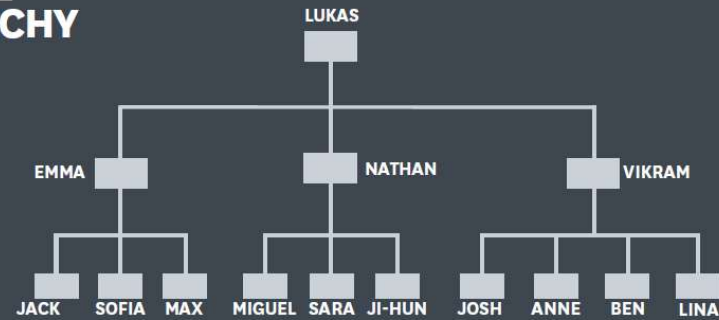 CHY
LUKAS
EMMA
NATHAN
VIKRAM
JACK SOFIA MAX MIGUEL SARA JI-HUN JOSH ANNE BEN LINA